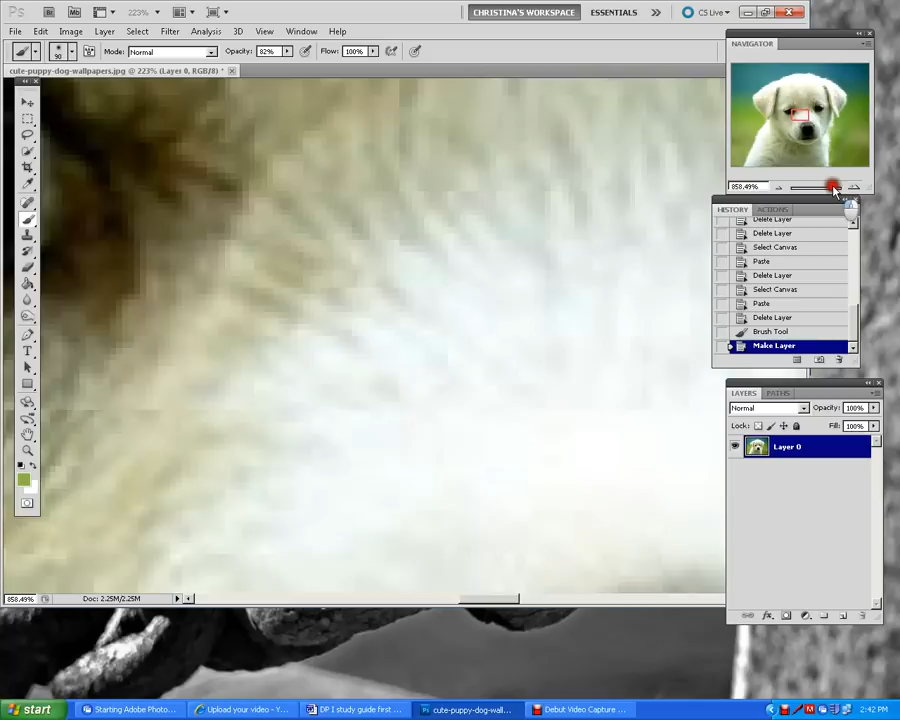 Ps Br Mb 223% CHRISTINA'S WORKSPACE ESSENTIALS CS Live
File Edit Image Layer Select Filter Analysis 3D View Window Help
90 Mode: Normal Opacity: 82% Flow: 100%
cute-puppy-dog-wallpapers.jpg @ 223% (Layer 0, RGB/8) *
NAVIGATOR
858.49%
HISTORY ACTIONS
Delete Layer
Delete Layer
Select Canvas
Paste
Delete Layer
Select Canvas
Paste
Delete Layer
Brush Tool
Make Layer
LAYERS PATHS
Normal Opacity: 100%
Lock: Fill: 100%
Layer 0
858.49% Doc: 2.25M/2.25M
start Starting Adobe Photo... Upload your video - Y... DP I study guide first ... cute-puppy-dog-wall... Debut Video Capture ... 2:42 PM